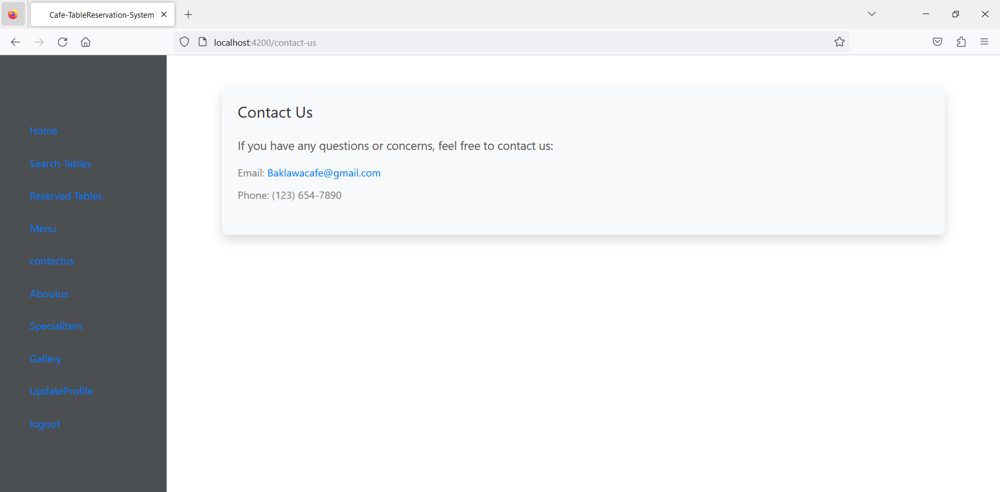 Cafe-TableReservation-System
localhost:4200/contact-us
Home
Search Tables
Reserved Tables
Menu
contactus
Aboutus
Specialitem
Gallery
UpdateProfile
logout
Contact Us
If you have any questions or concerns, feel free to contact us:
Email: Baklawacafe@gmail.com
Phone: (123) 654-7890